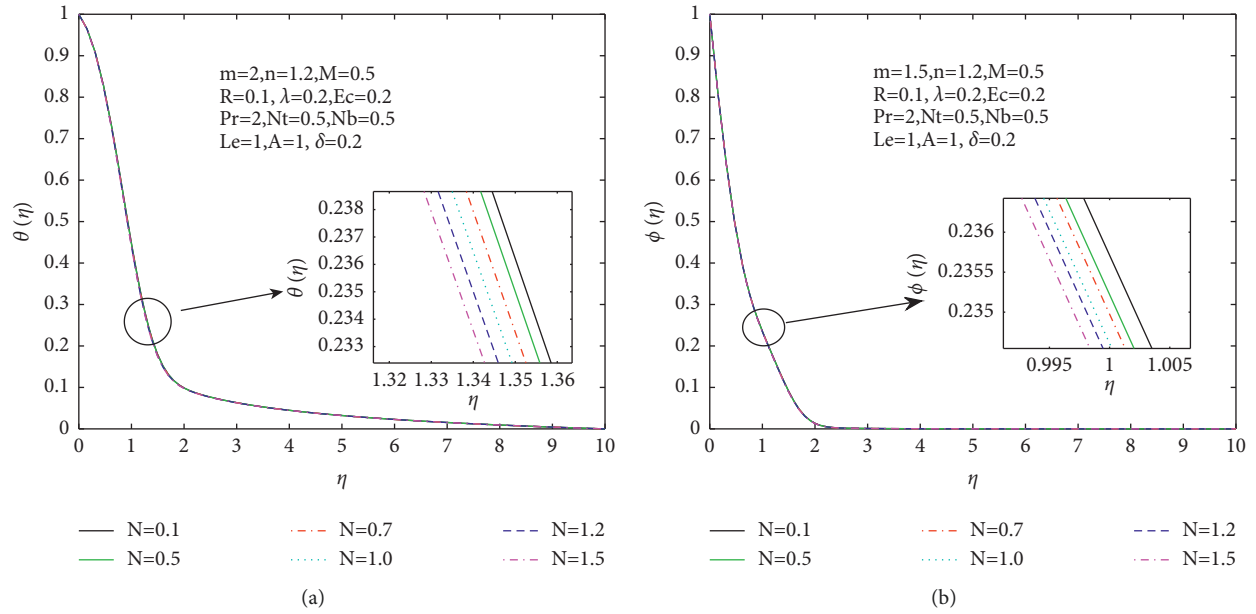 1
0.9
0.8
0.7
0.6
0.5
0.4
0.3
0.2
0.1
0
θ (η)
m=2,n=1.2,M=0.5
R=0.1, λ=0.2,Ec=0.2
Pr=2,Nt=0.5,Nb=0.5
Le=1,A=1, δ=0.2
0.238
0.237
0.236
0.235
0.234
0.233
θ (η)
1.32 1.33 1.34 1.35 1.36
η
0 1 2 3 4 5 6 7 8 9 10
η
N=0.1 N=0.7 N=1.2
N=0.5 N=1.0 N=1.5
(a)
1
0.9
0.8
0.7
0.6
0.5
0.4
0.3
0.2
0.1
0
ϕ (η)
m=1.5,n=1.2,M=0.5
R=0.1, λ=0.2,Ec=0.2
Pr=2,Nt=0.5,Nb=0.5
Le=1,A=1, δ=0.2
0.236
0.2355
0.235
ϕ (η)
0.995 1 1.005
η
0 1 2 3 4 5 6 7 8 9 10
η
N=0.1 N=0.7 N=1.2
N=0.5 N=1.0 N=1.5
(b)